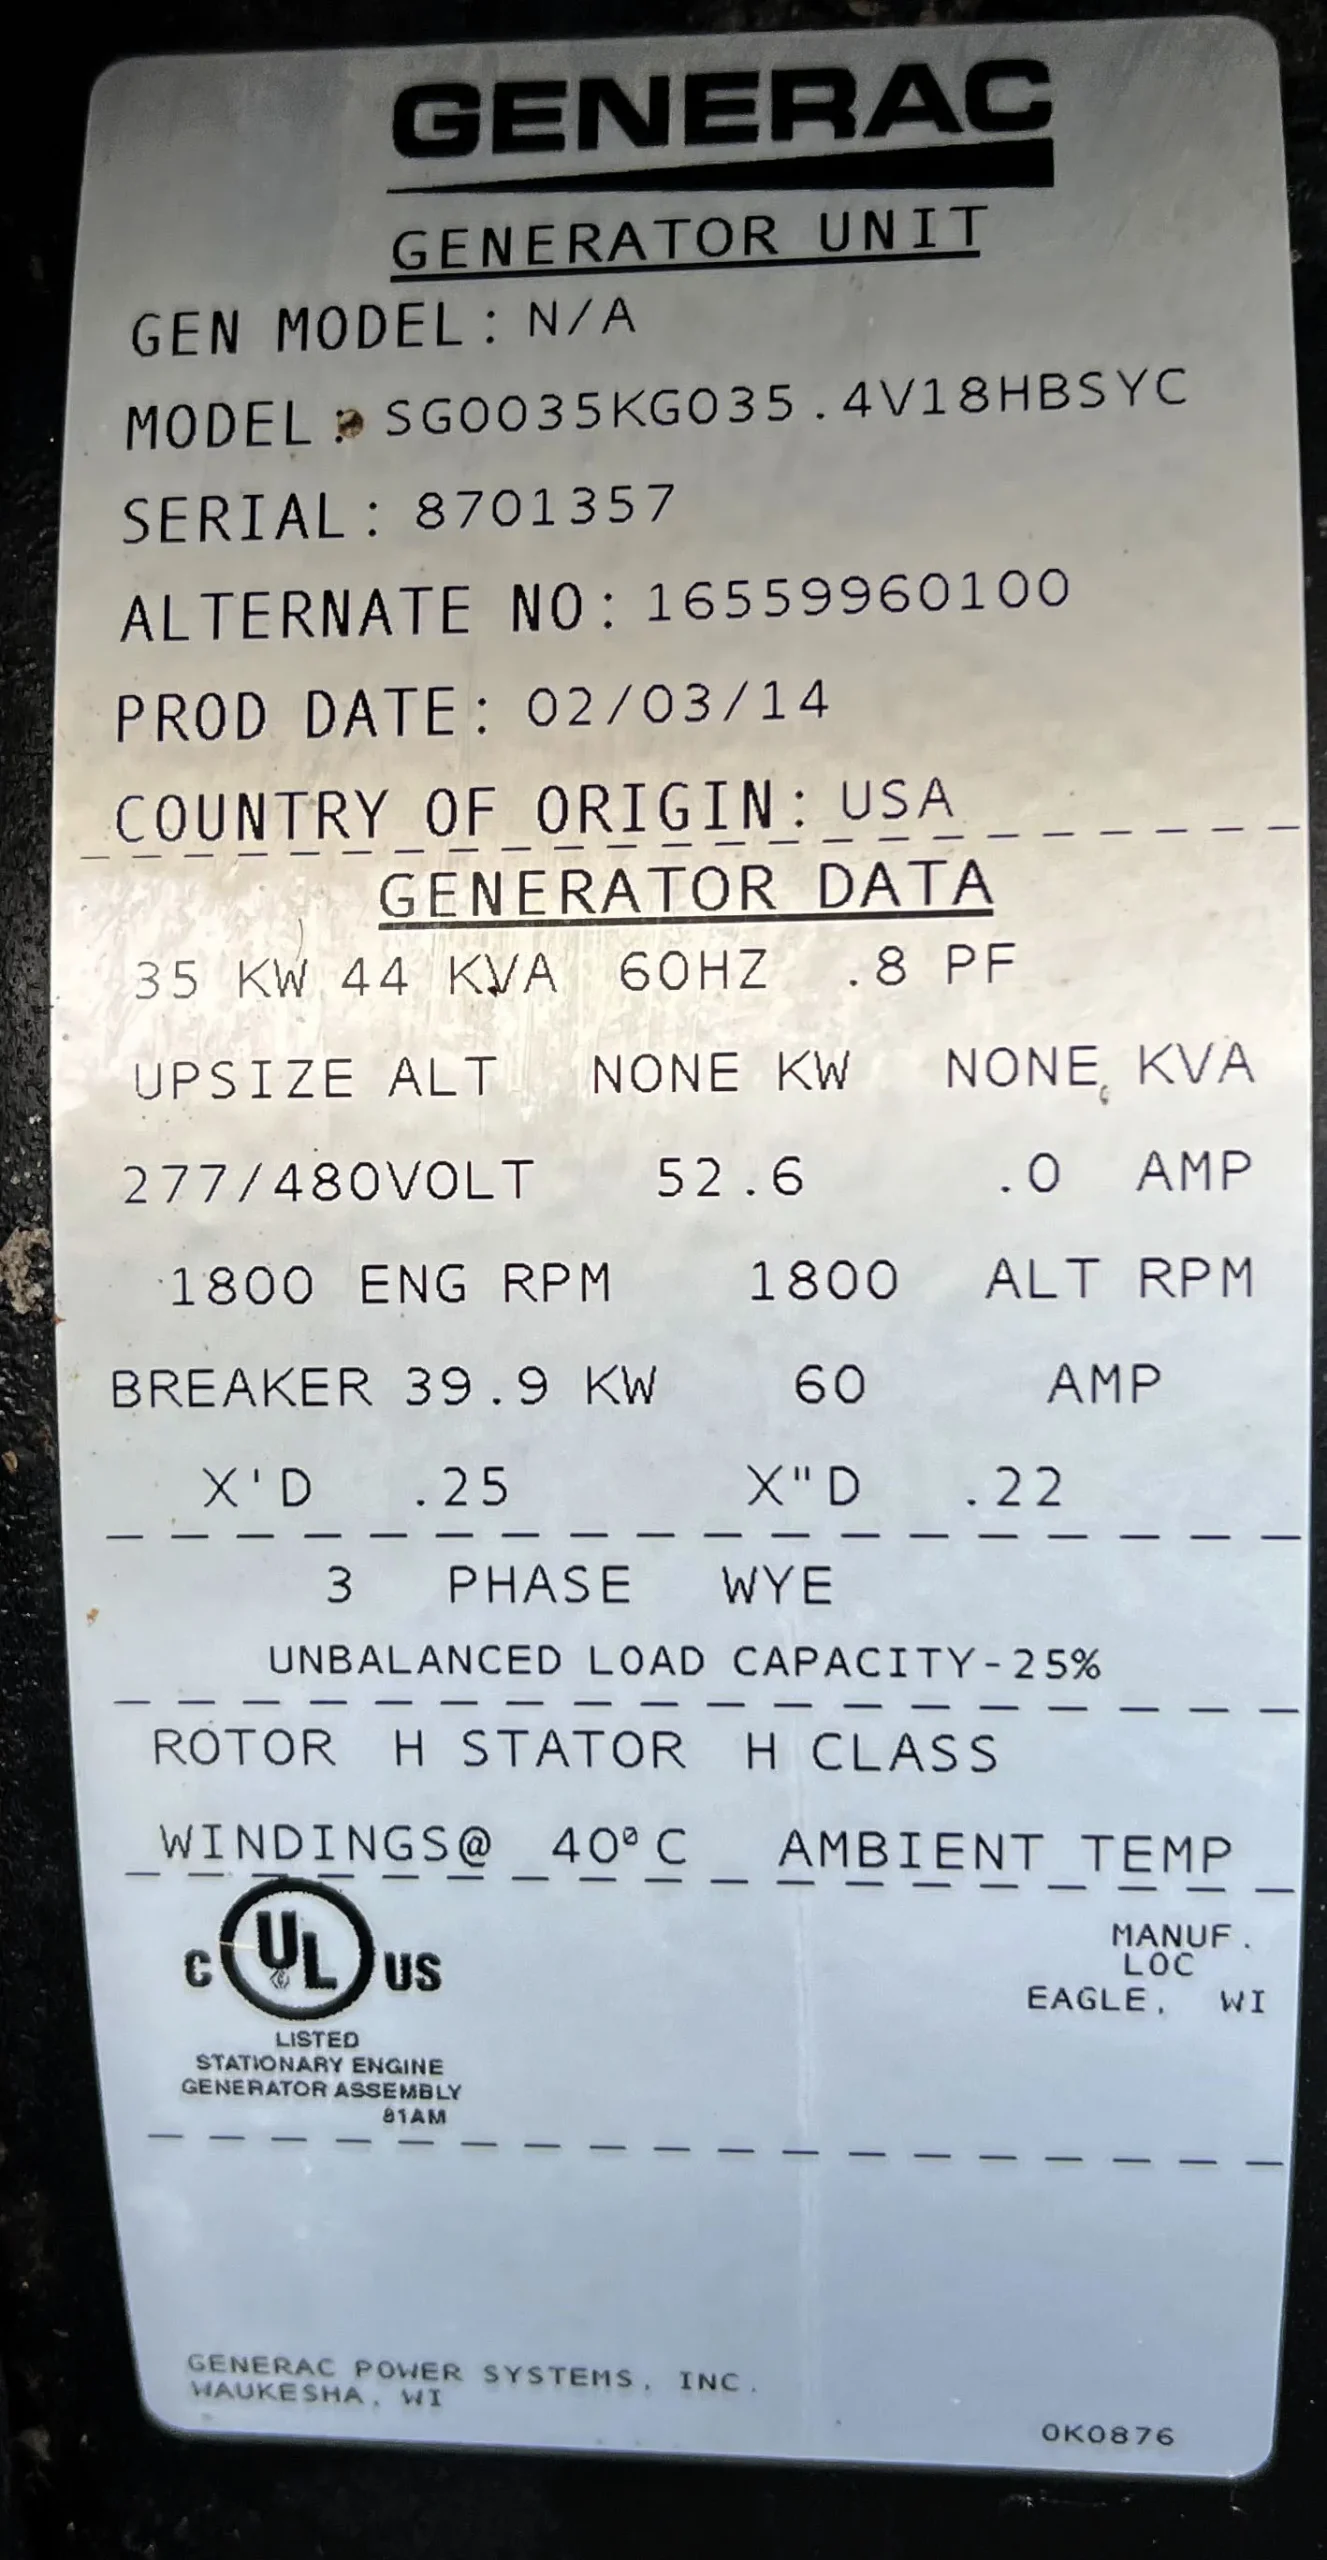 GENERAC
GENERATOR UNIT
GEN MODEL: N/A
MODEL: SG0035KG035.4V18HBSYC
SERIAL: 8701357
ALTERNATE NO: 16559960100
PROD DATE: 02/03/14
COUNTRY OF ORIGIN: USA
GENERATOR DATA
35 KW 44 KVA 60HZ .8 PF
UPSIZE ALT NONE KW NONE KVA
277/480VOLT 52.6 .0 AMP
1800 ENG RPM 1800 ALT RPM
BREAKER 39.9 KW 60 AMP
X'D .25 X"D .22
3 PHASE WYE
UNBALANCED LOAD CAPACITY-25%
ROTOR H STATOR H CLASS
WINDINGS@ 40°C AMBIENT TEMP
C UL US
LISTED
STATIONARY ENGINE
GENERATOR ASSEMBLY
81AM
MANUF.
LOC
EAGLE, WI
GENERAC POWER SYSTEMS, INC.
WAUKESHA, WI
0K0876